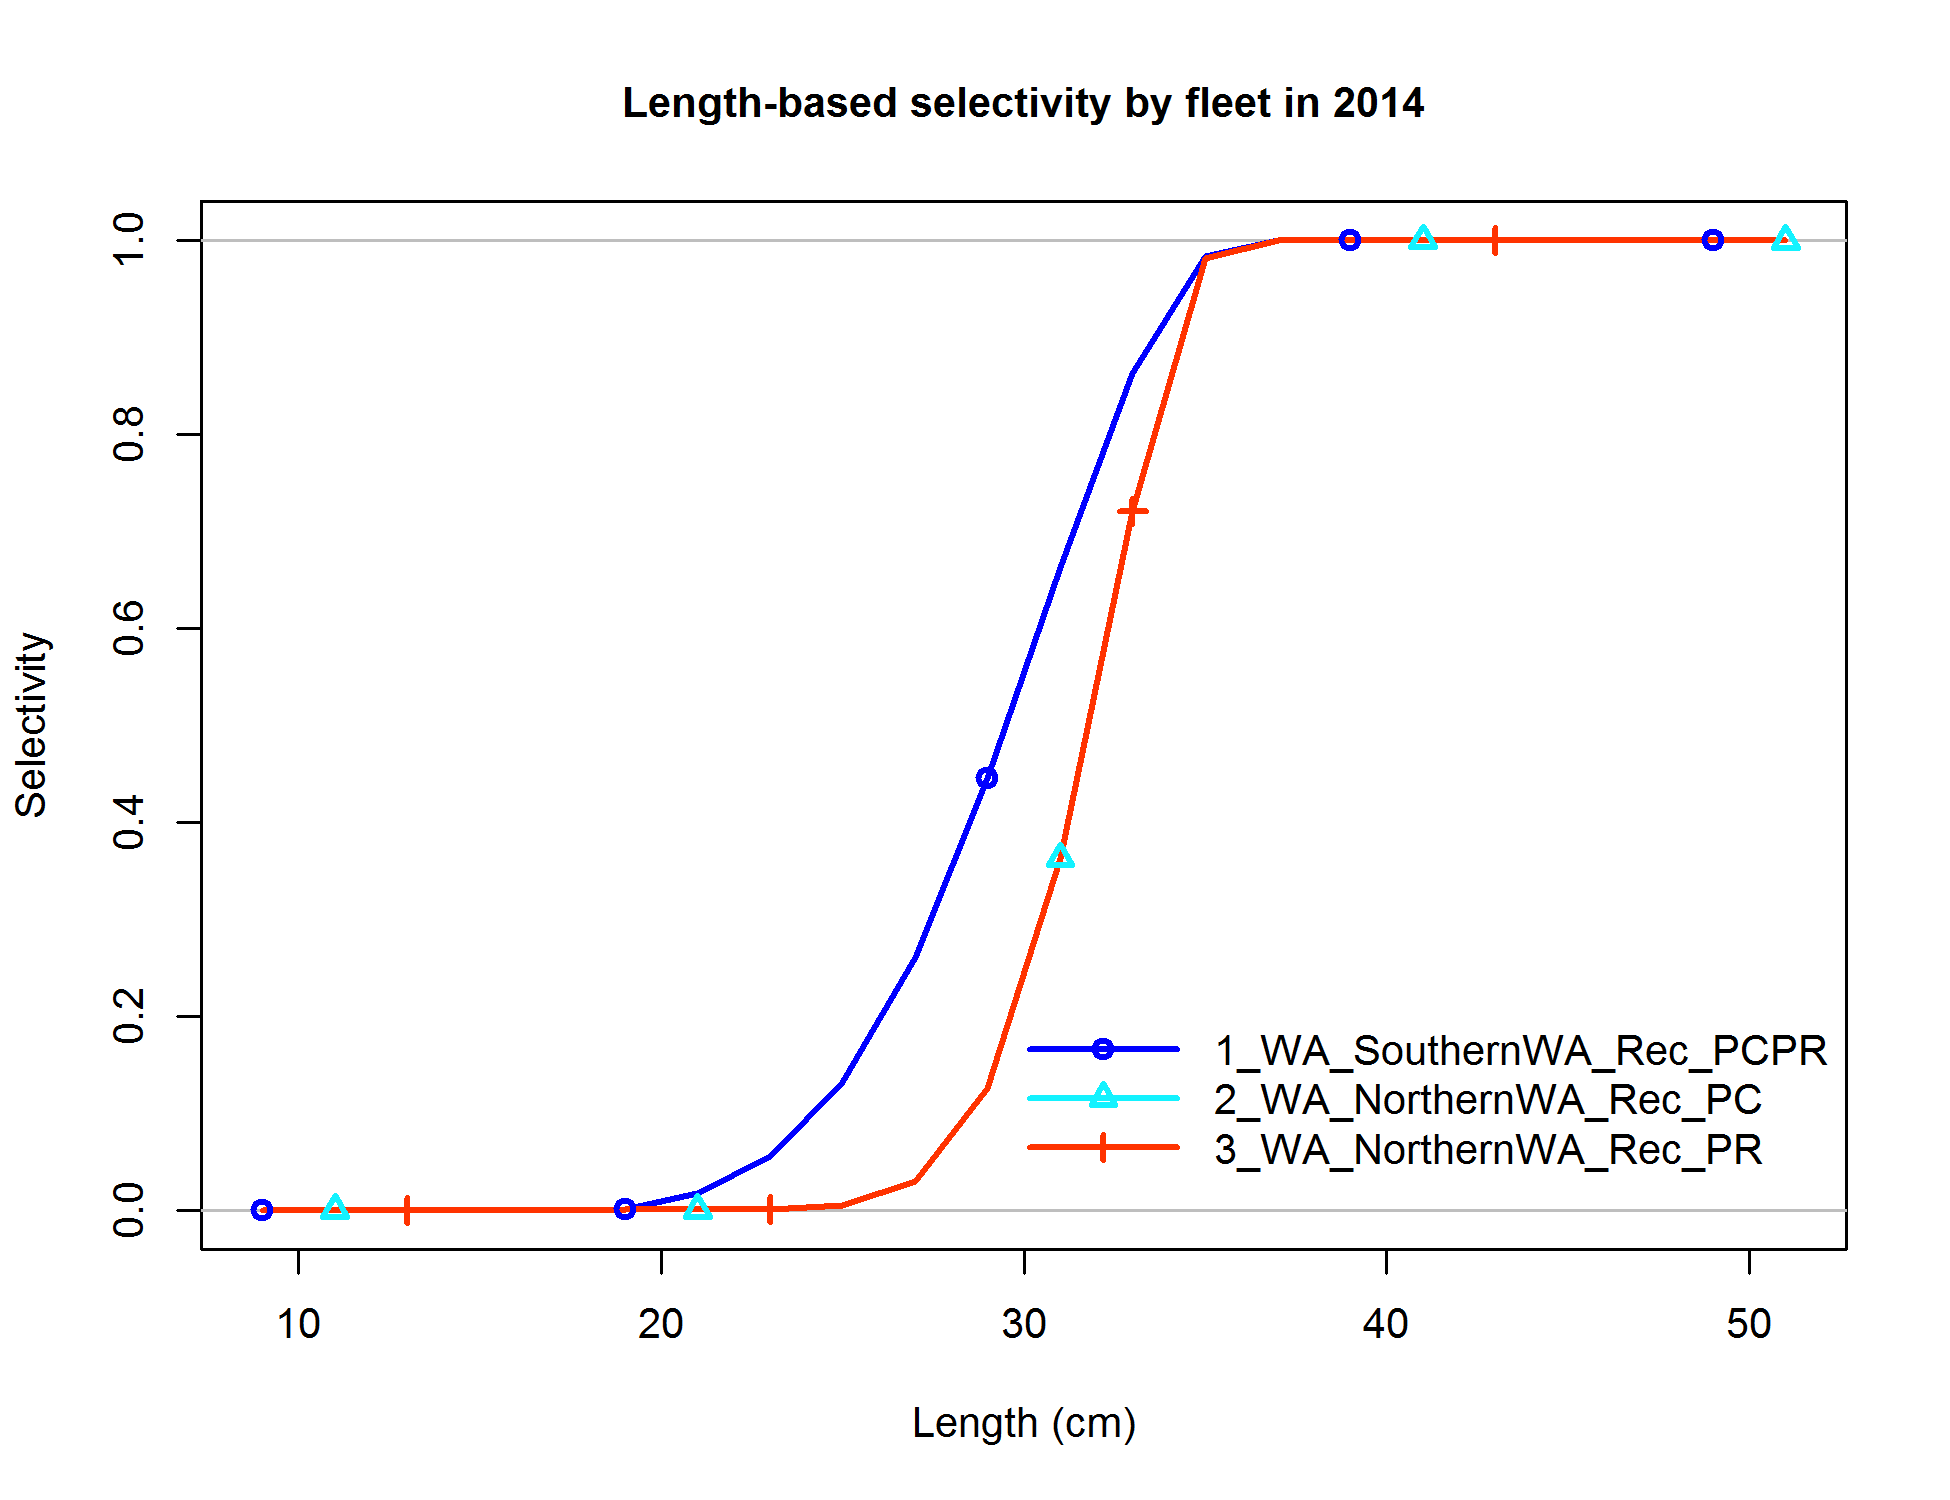 Length-based selectivity by fleet in 2014
Selectivity
1.0
0.8
0.6
0.4
0.2
0.0
1_WA_SouthernWA_Rec_PCPR
2_WA_NorthernWA_Rec_PC
3_WA_NorthernWA_Rec_PR
10 20 30 40 50
Length (cm)